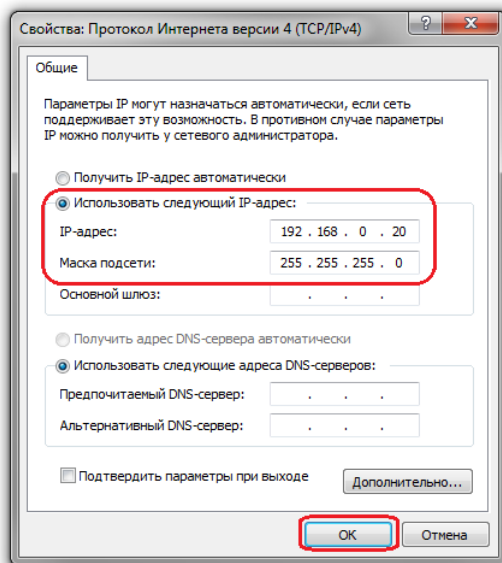 Свойства: Протокол Интернета версии 4 (TCP/IPv4)
Общие
Параметры IP могут назначаться автоматически, если сеть
поддерживает эту возможность. В противном случае параметры
IP можно получить у сетевого администратора.
Получить IP-адрес автоматически
Использовать следующий IP-адрес:
IP-адрес: 192 . 168 . 0 . 20
Маска подсети: 255 . 255 . 255 . 0
Основной шлюз: . . .
Получить адрес DNS-сервера автоматически
Использовать следующие адреса DNS-серверов:
Предпочитаемый DNS-сервер: . . .
Альтернативный DNS-сервер: . . .
Подтвердить параметры при выходе
Дополнительно...
ОК Отмена